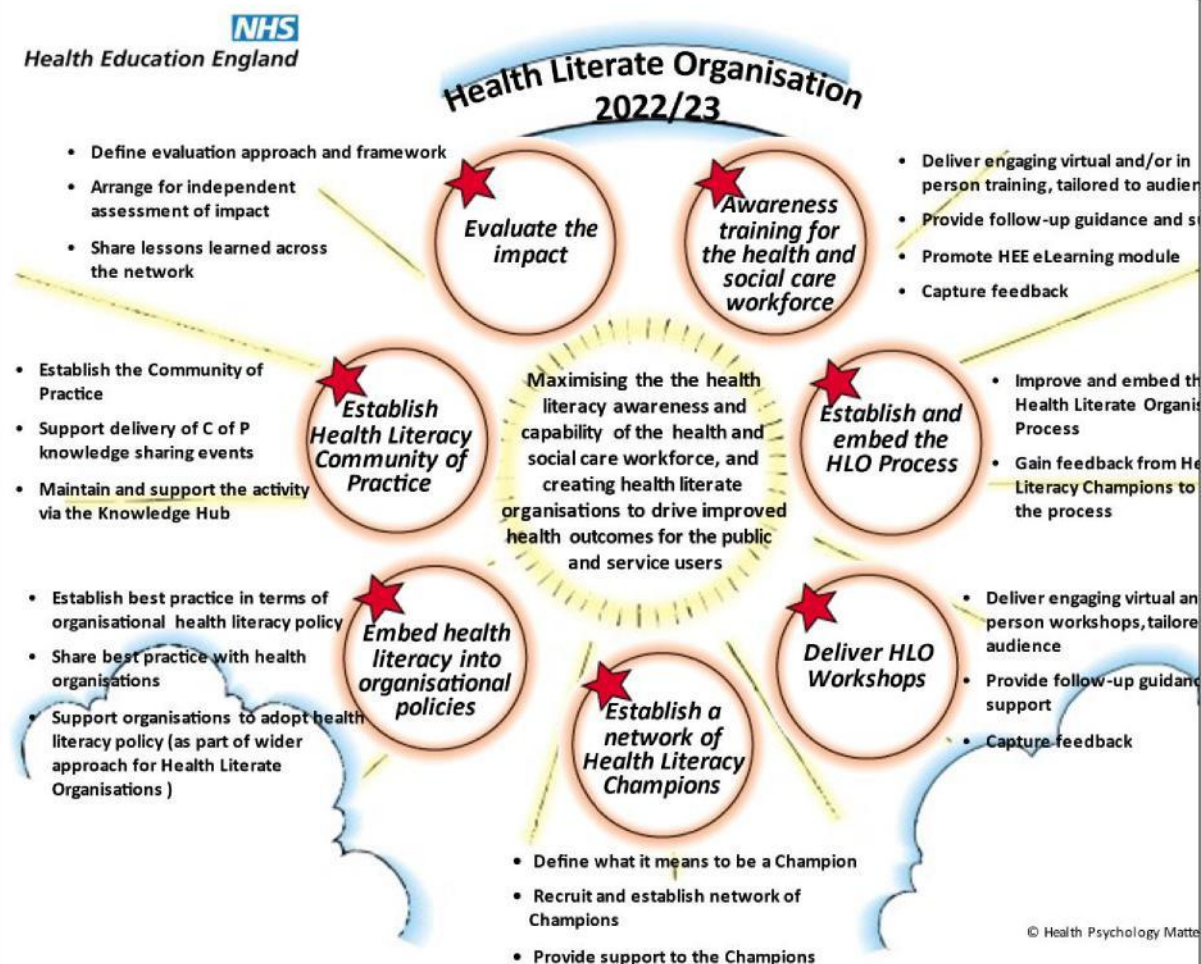 NHS
Health Education England
Health Literate Organisation
2022/23
• Define evaluation approach and framework
• Arrange for independent
assessment of impact
• Share lessons learned across
the network
Evaluate the
impact
Awareness
training for
the health and
social care
workforce
• Deliver engaging virtual and/or in
person training, tailored to audien
• Provide follow-up guidance and su
• Promote HEE eLearning module
• Capture feedback
• Establish the Community of
Practice
• Support delivery of C of P
knowledge sharing events
• Maintain and support the activity
via the Knowledge Hub
Establish
Health Literacy
Community of
Practice
Maximising the the health
literacy awareness and
capability of the health and
social care workforce, and
creating health literate
organisations to drive improved
health outcomes for the public
and service users
Establish and
embed the
HLO Process
• Improve and embed th
Health Literate Organis
Process
• Gain feedback from He
Literacy Champions to
the process
• Establish best practice in terms of
organisational health literacy policy
• Share best practice with health
organisations
• Support organisations to adopt health
literacy policy (as part of wider
approach for Health Literate
Organisations )
Embed health
literacy into
organisational
policies
Establish a
network of
Health Literacy
Champions
Deliver HLO
Workshops
• Deliver engaging virtual an
person workshops, tailore
audience
• Provide follow-up guidanc
support
• Capture feedback
• Define what it means to be a Champion
• Recruit and establish network of
Champions
• Provide support to the Champions
© Health Psychology Matte